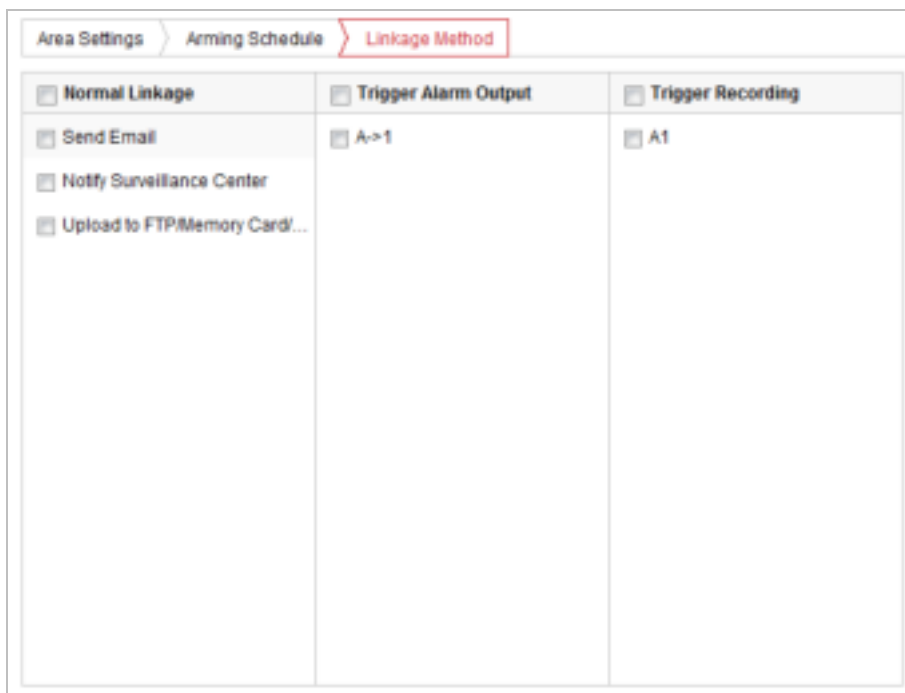 Area Settings Arming Schedule Linkage Method
Normal Linkage Trigger Alarm Output Trigger Recording
Send Email A->1 A1
Notify Surveillance Center
Upload to FTP/Memory Card/...